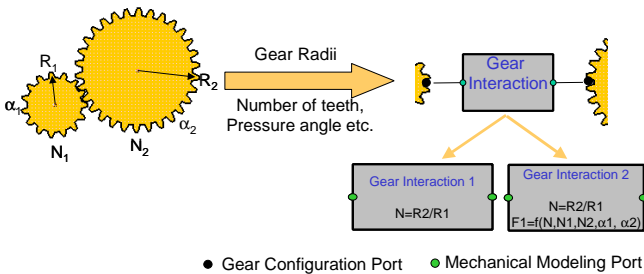 R1
R2
α1
α2
N1
N2
Gear Radii
Number of teeth,
Pressure angle etc.
Gear
Interaction
Gear Interaction 1
N=R2/R1
Gear Interaction 2
N=R2/R1
F1=f(N,N1,N2,α1, α2)
Gear Configuration Port
Mechanical Modeling Port